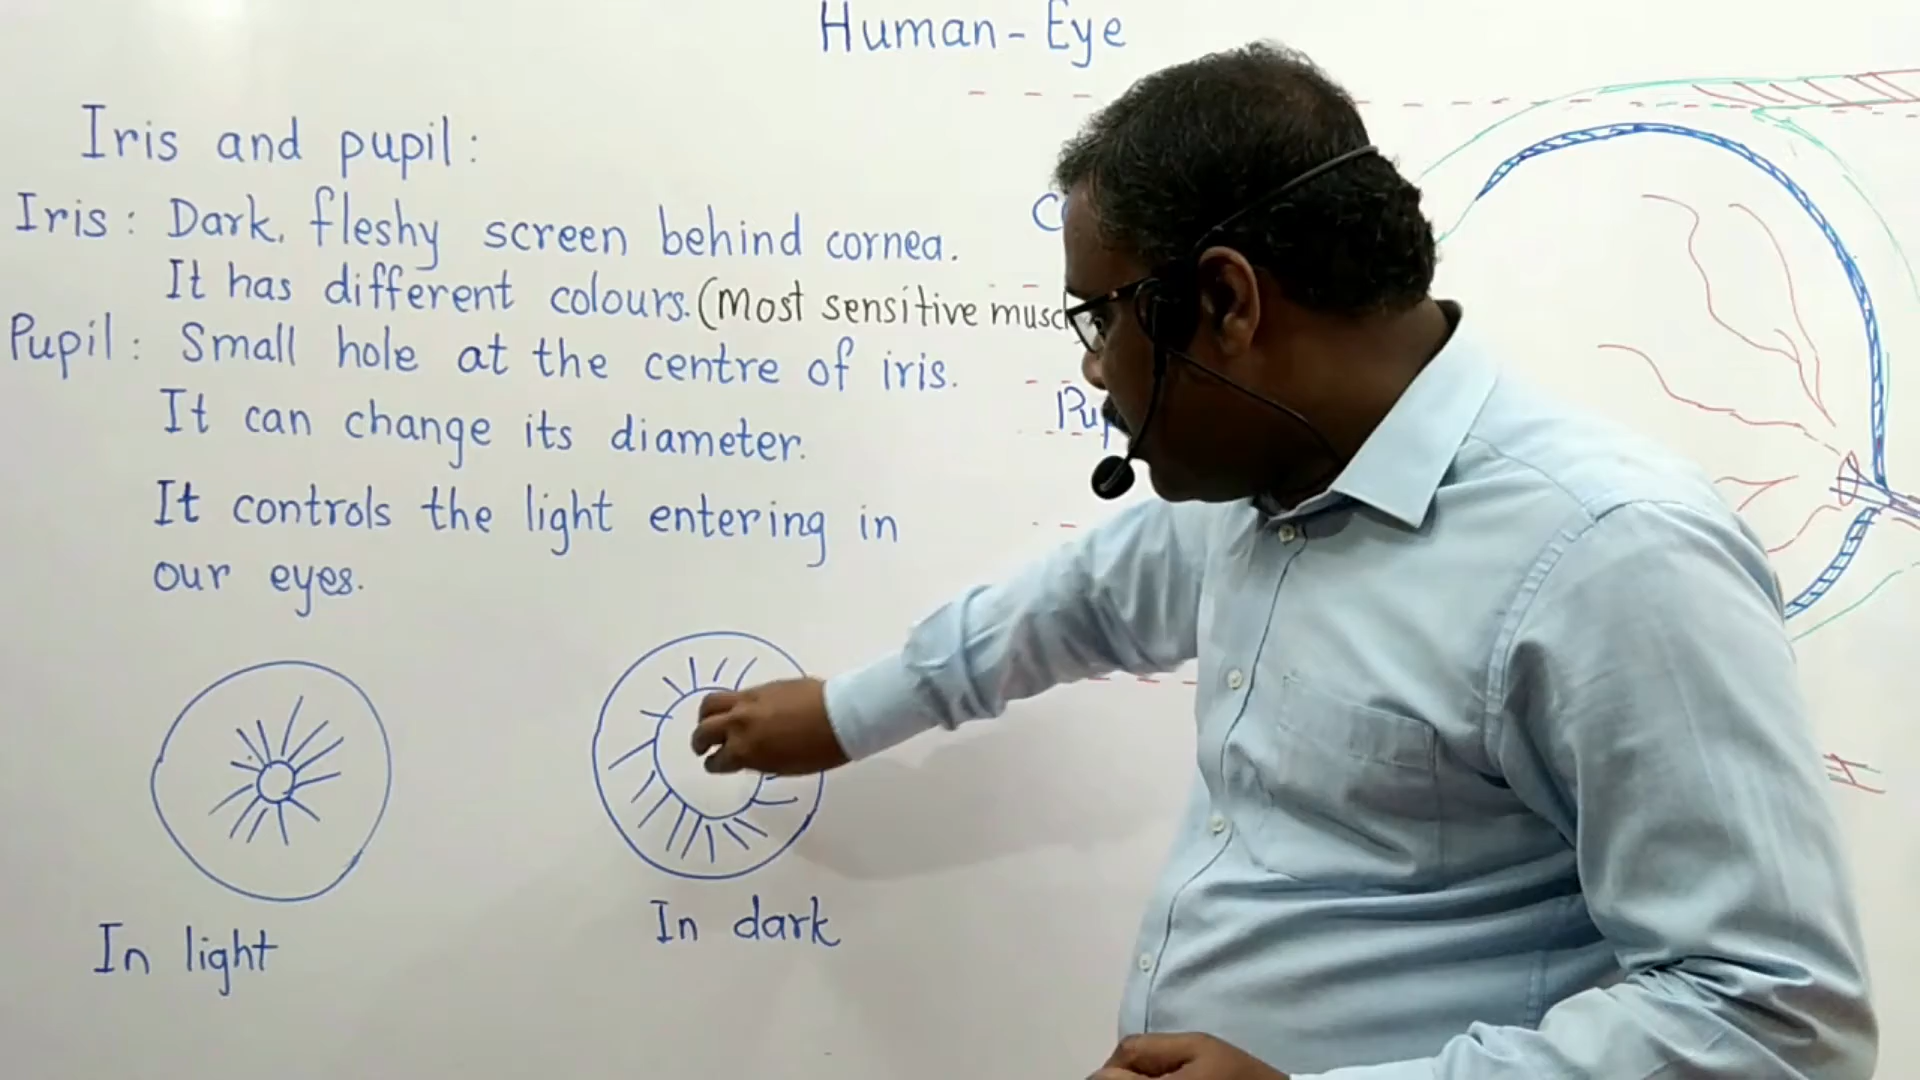 Human - Eye
Iris and pupil:
Iris: Dark, fleshy screen behind cornea.
It has different colours. (Most sensitive
Pupil: Small hole at the centre of iris.
It can change its diameter.
It controls the light entering in
our eyes.
In light
In dark